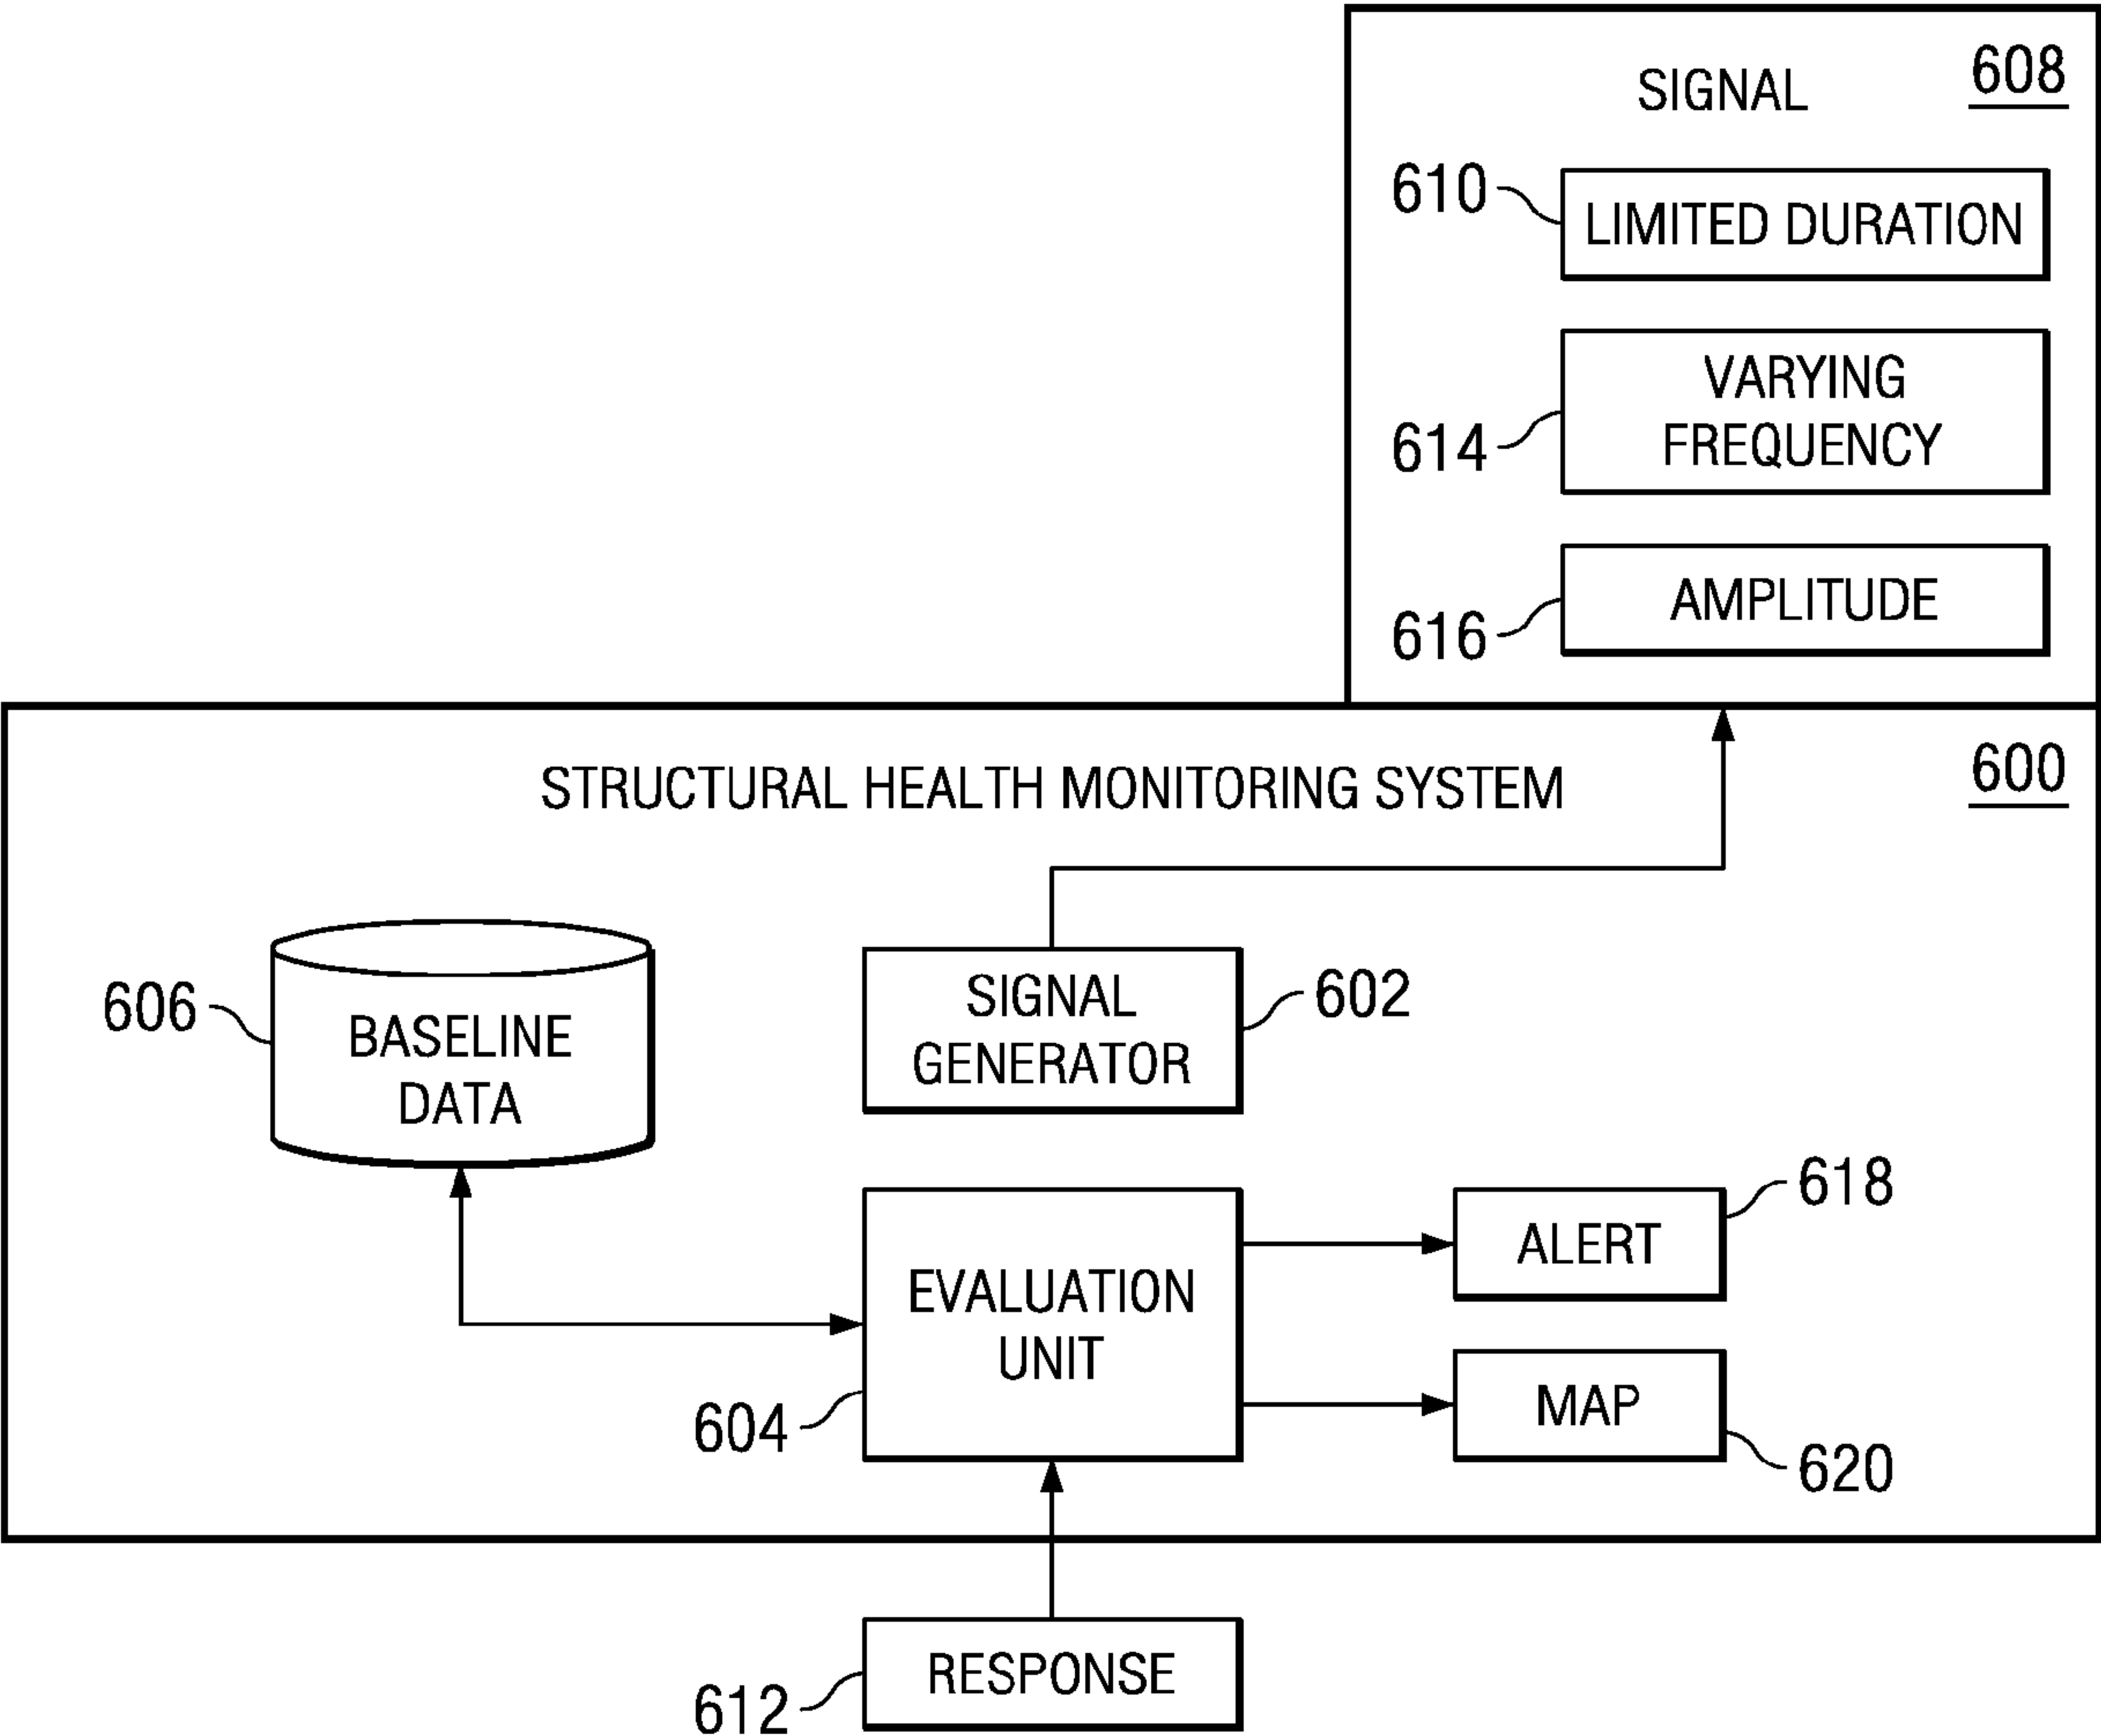 SIGNAL
608
610
LIMITED DURATION
VARYING
FREQUENCY
614
AMPLITUDE
616
STRUCTURAL HEALTH MONITORING SYSTEM
600
606
BASELINE
DATA
SIGNAL
GENERATOR
602
EVALUATION
UNIT
604
ALERT
618
MAP
620
RESPONSE
612